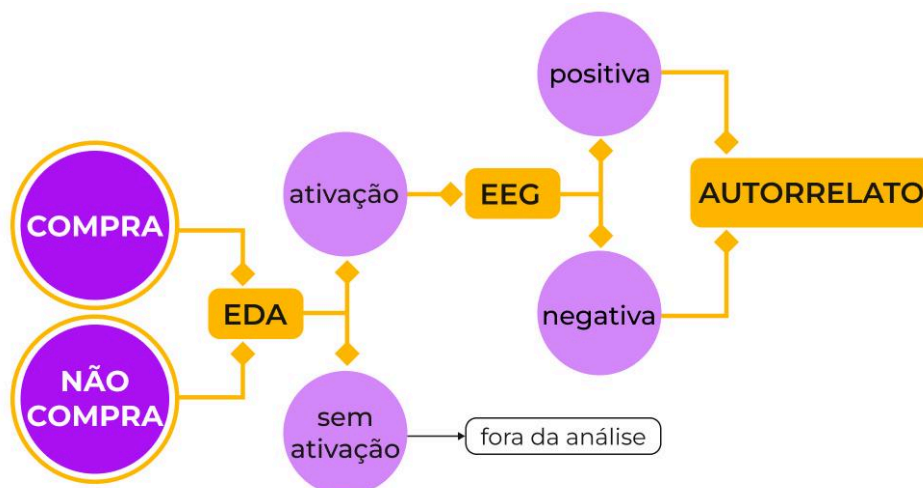 COMPRA
NÃO
COMPRA
EDA
ativação
sem
ativação
fora da análise
EEG
positiva
negativa
AUTORRELATO